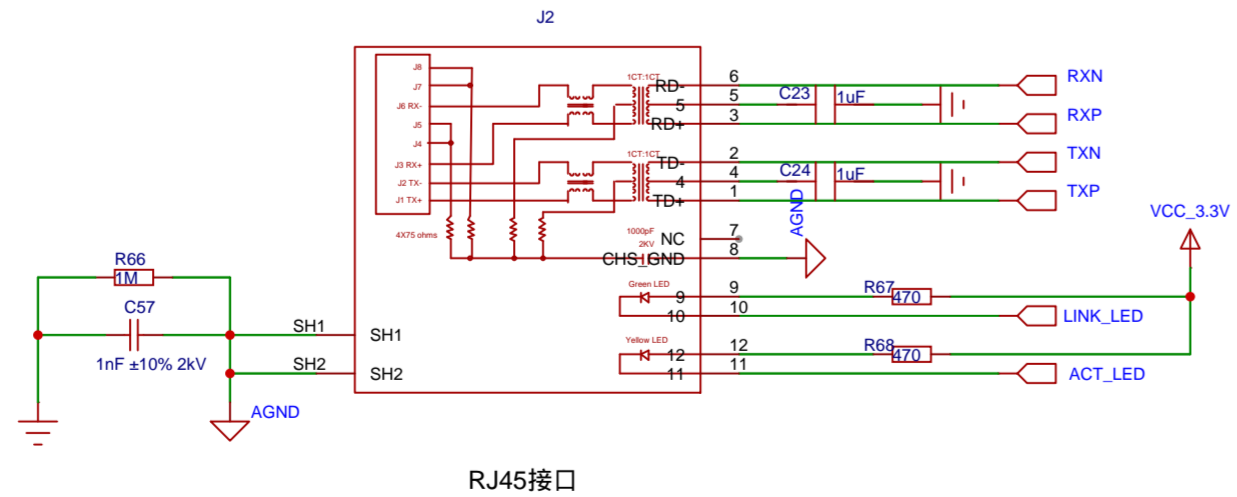 J2
J8
J7
J6 RX-
J5
J4
J3 RX+
J2 TX-
J1 TX+
1CT:1CT
RD-
5
RD+
1CT:1CT
TD-
4
TD+
4X75 ohms
1000pF
2KV
NC
CHS_GND
Green LED
9
10
Yellow LED
12
11
6
5
3
2
4
1
7
8
9
10
12
11
C23
1uF
C24
1uF
RXN
RXP
TXN
TXP
AGND
VCC_3.3V
R67
470
LINK_LED
R68
470
ACT_LED
R66
1M
C57
1nF ±10% 2kV
SH1
SH1
SH2
SH2
AGND
RJ45接口